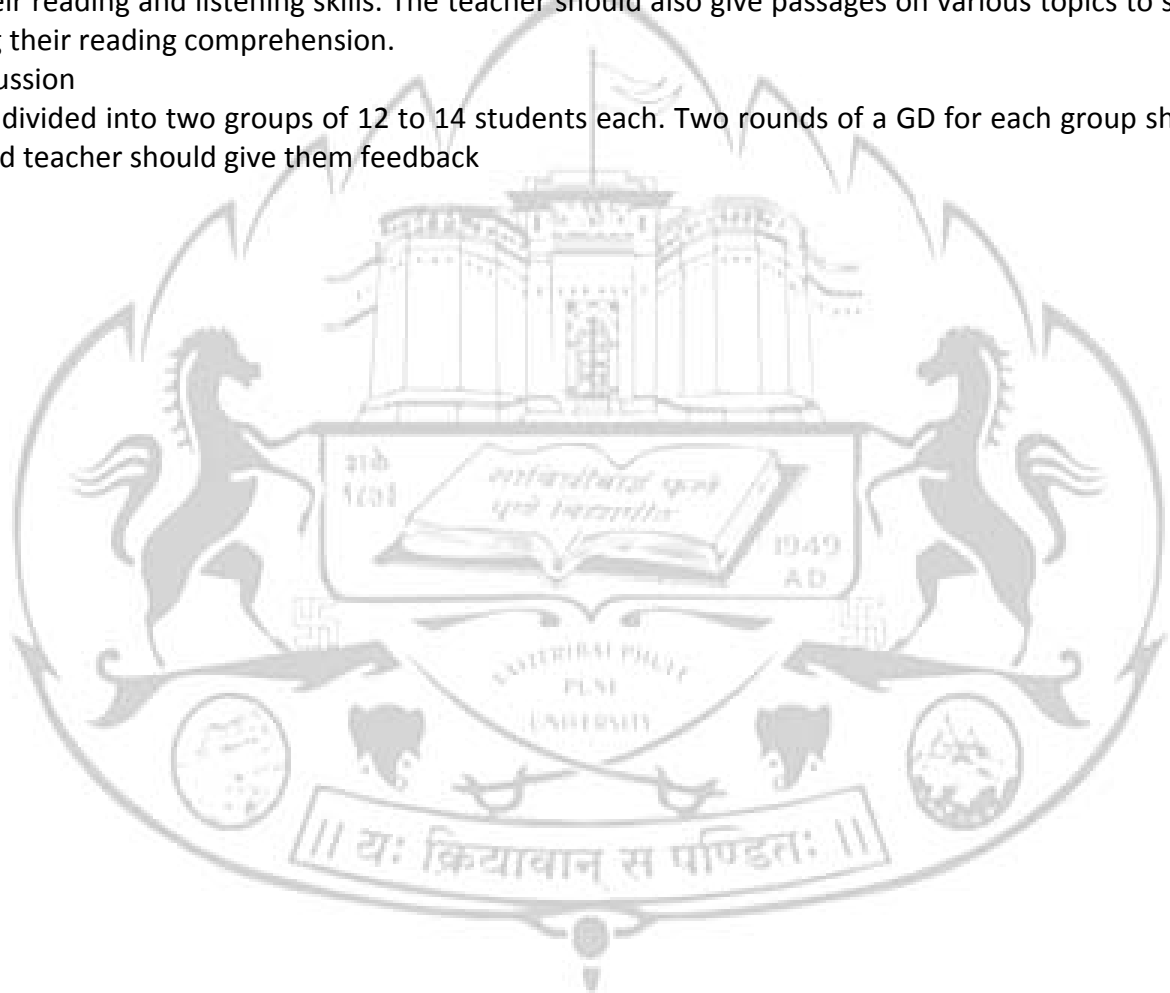 eir reading and listening skills. The teacher should also give passages on various topics to s
g their reading comprehension.
ussion
divided into two groups of 12 to 14 students each. Two rounds of a GD for each group sh
d teacher should give them feedback
शके
1949
A D
PUNE
UNIVERSITY
|| यः क्रियावान् स पण्डितः ||